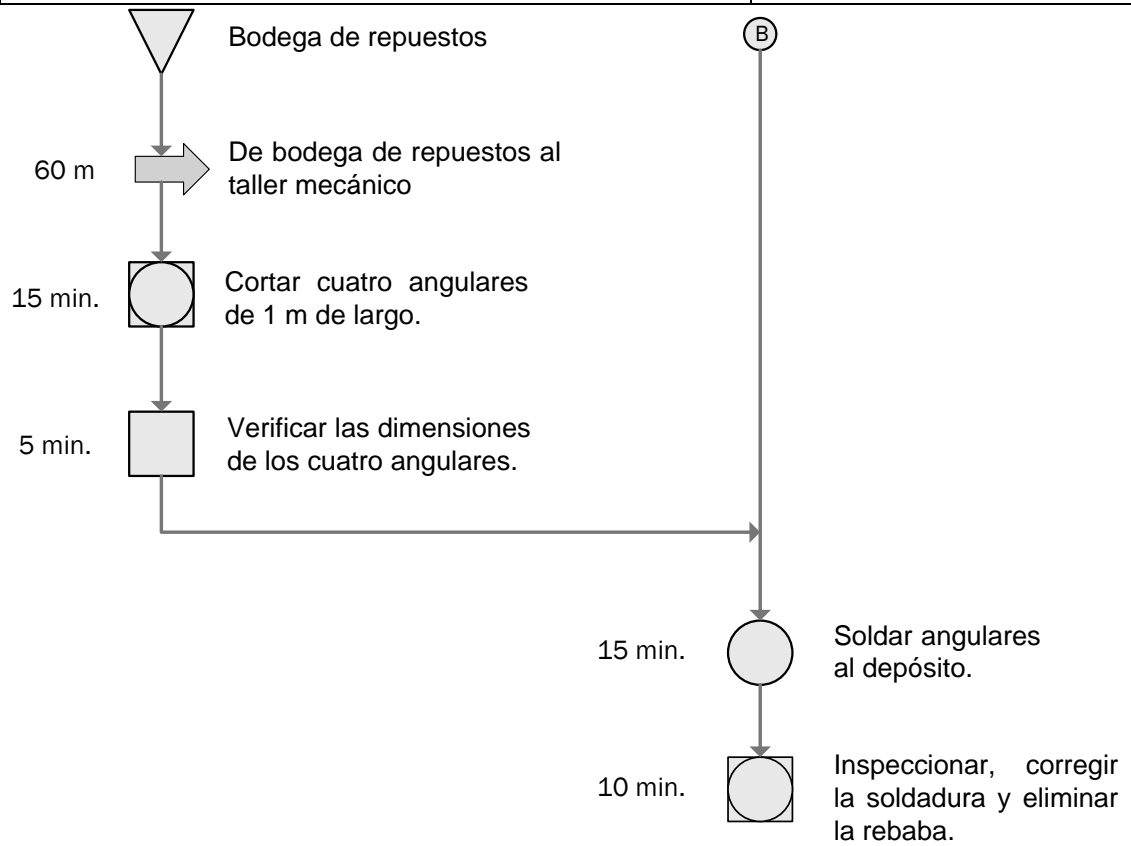 Bodega de repuestos
B
60 m
De bodega de repuestos al
taller mecánico
15 min.
Cortar cuatro angulares
de 1 m de largo.
5 min.
Verificar las dimensiones
de los cuatro angulares.
15 min.
Soldar angulares
al depósito.
10 min.
Inspeccionar, corregir
la soldadura y eliminar
la rebaba.